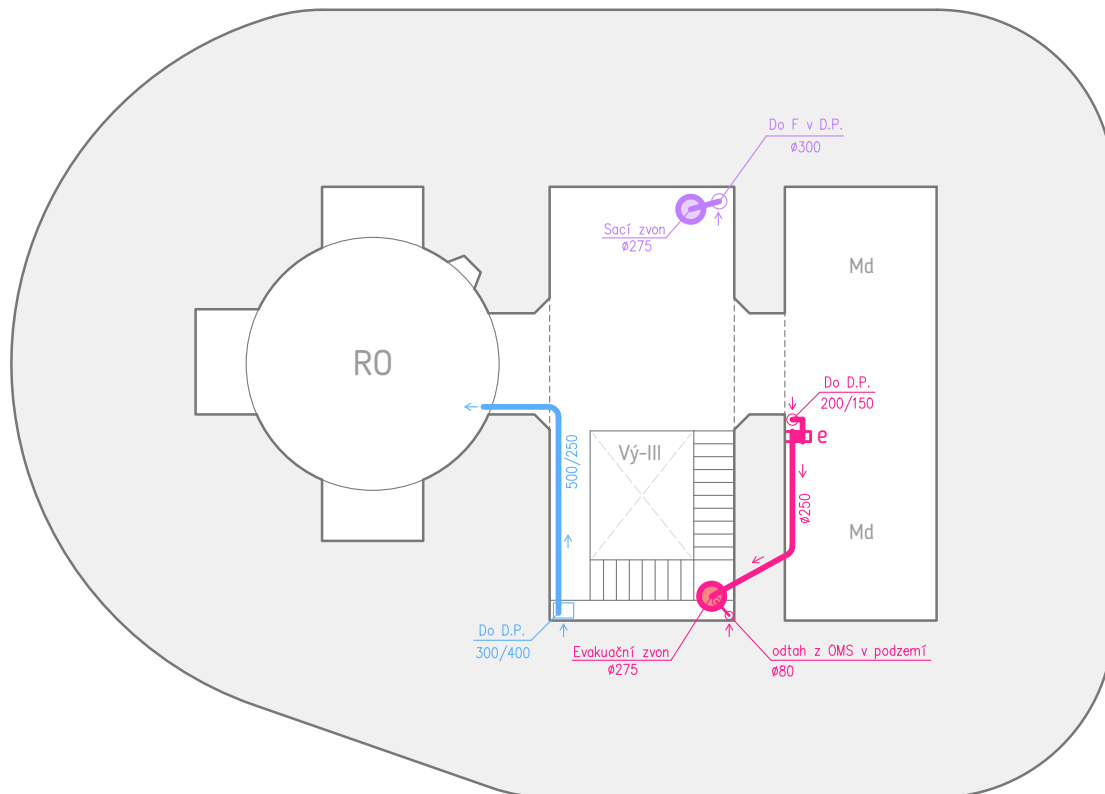 Do F v D.P.
ø300
Sací zvon
ø275
Md
RO
Do D.P.
200/150
e
Vý-III
500/250
ø250
Md
Do D.P.
300/400
Evakuační zvon
ø275
odtah z OMS v podzemí
ø80